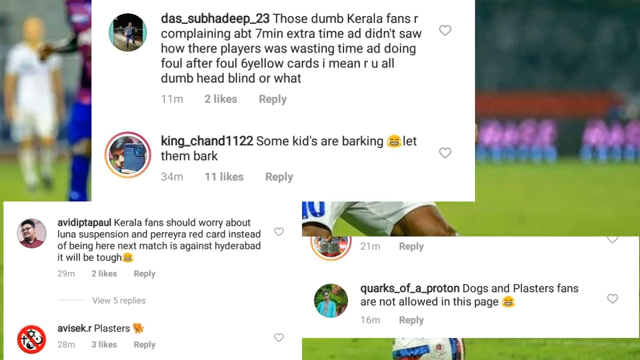 das_subhadeep_23 Those dumb Kerala fans r
complaining abt 7min extra time ad didn't saw
how there players was wasting time ad doing
foul after foul 6yellow cards i mean r u all
dumb head blind or what
11m 2 likes Reply
king_chand1122 Some kid's are barking 😂let
them bark
34m 11 likes Reply
avidiptapaul Kerala fans should worry about
luna suspension and perreyra red card instead
of being here next match is against hyderabad
it will be tough😂
29m 2 likes Reply
View 5 replies
avisek.r Plasters 🐕
28m 3 likes Reply
21m Reply
quarks_of_a_proton Dogs and Plasters fans
are not allowed in this page 😂
16m Reply